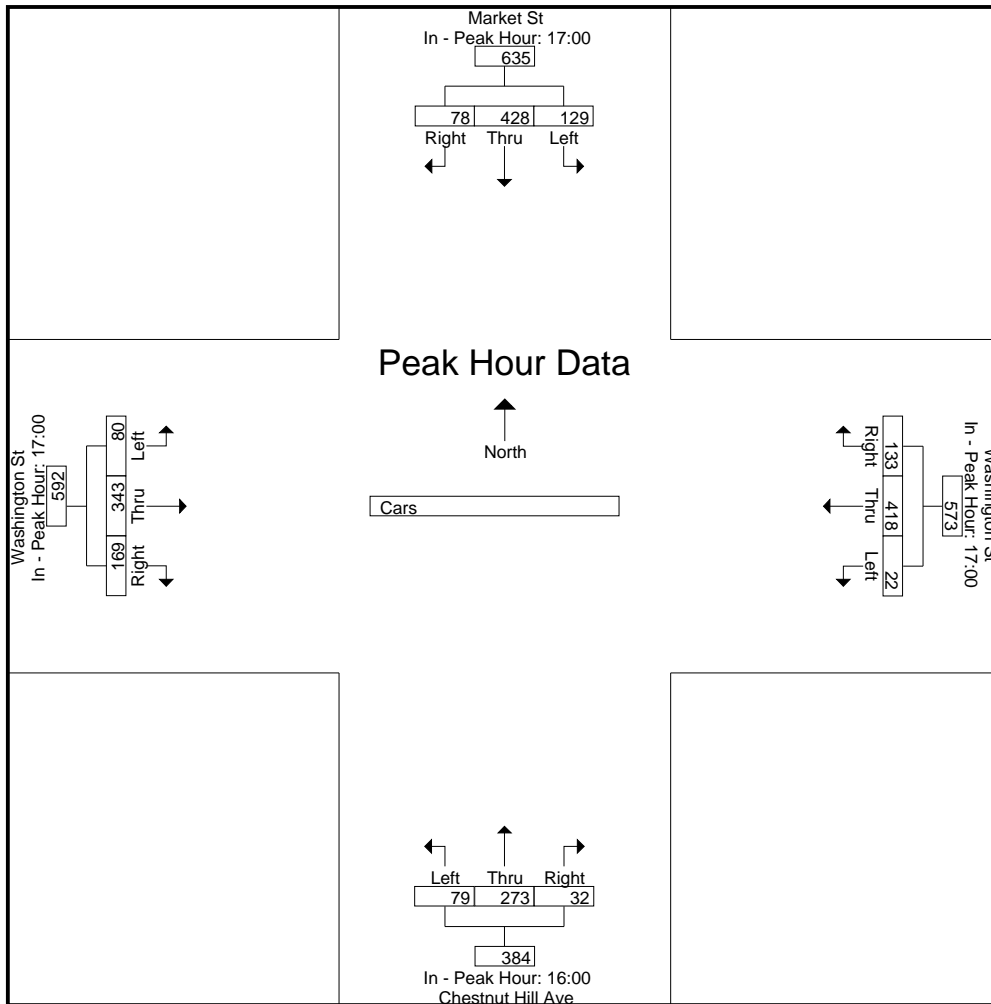 Market St
In - Peak Hour: 17:00
635
78 428 129
Right Thru Left
Peak Hour Data
North
Cars
Washington St
In - Peak Hour: 17:00
592
80 343 169
Left Thru Right
Washington St
In - Peak Hour: 17:00
573
133 418 22
Right Thru Left
Left Thru Right
79 273 32
384
In - Peak Hour: 16:00
Chestnut Hill Ave